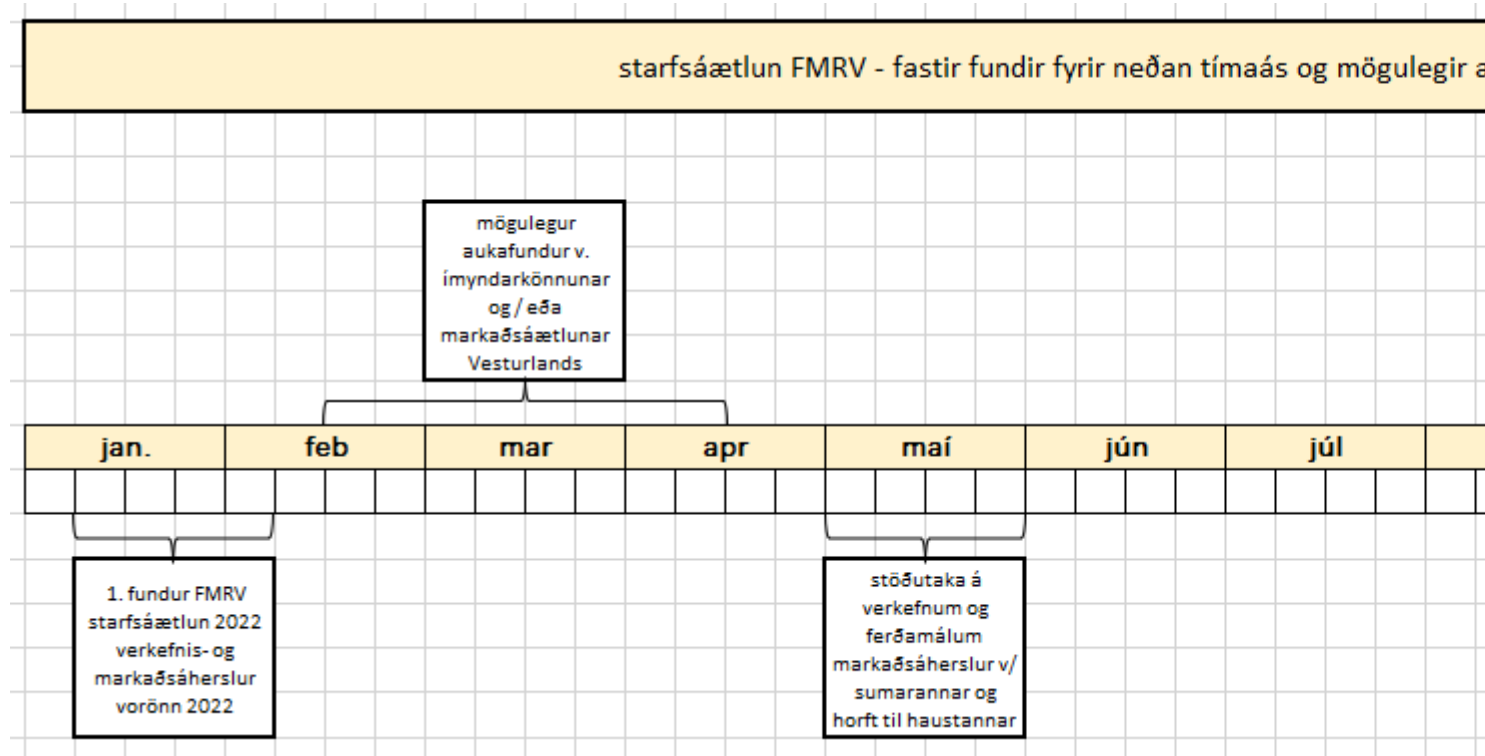 starfsáætlun FMRV - fastir fundir fyrir neðan tímaás og mögulegir a
mögulegur
aukafundur v.
ímyndarkönnunar
og / eða
markaðsáætlunar
Vesturlands
jan. feb mar apr maí jún júl
1. fundur FMRV
starfsáætlun 2022
verkefnis- og
markaðsáherslur
vorönn 2022
stöðutaka á
verkefnum og
ferðamálum
markaðsáherslur v/
sumarannar og
horft til haustannar